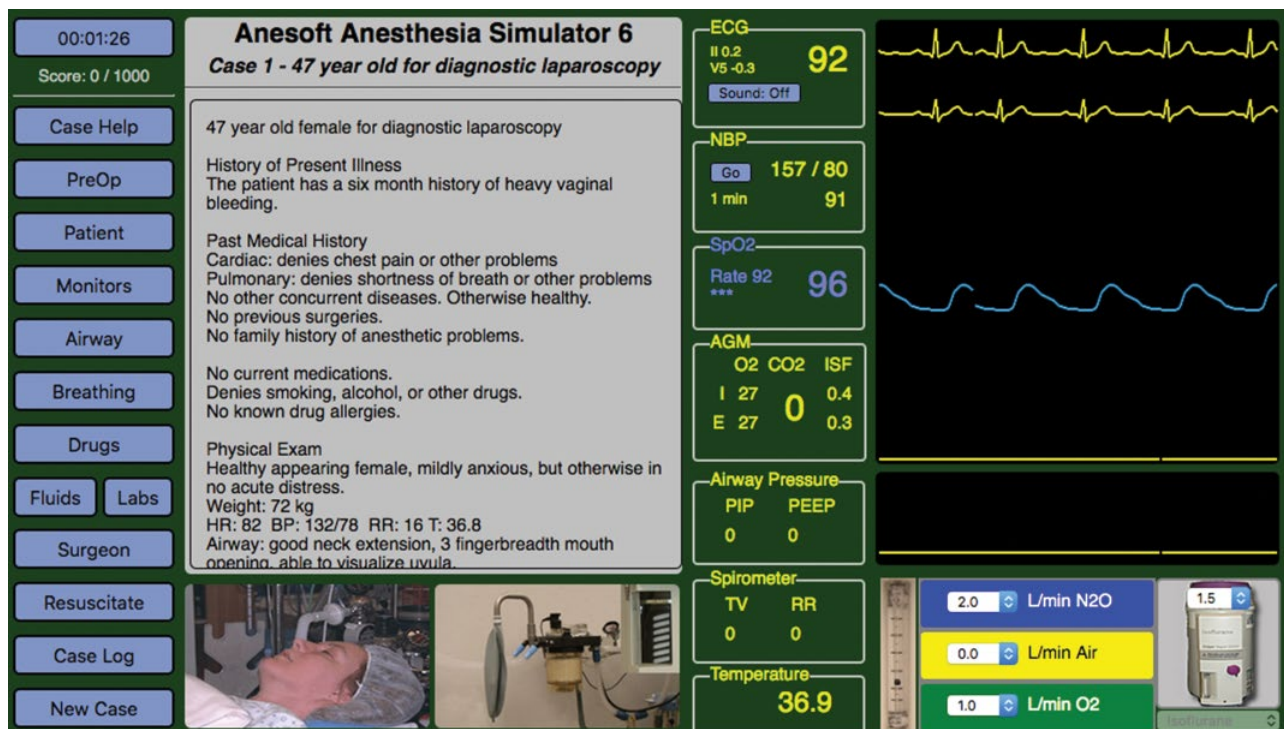 00:01:26
Score: 0 / 1000
Case Help
PreOp
Patient
Monitors
Airway
Breathing
Drugs
Fluids
Labs
Surgeon
Resuscitate
Case Log
New Case
Anesoft Anesthesia Simulator 6
Case 1 - 47 year old for diagnostic laparoscopy
47 year old female for diagnostic laparoscopy
History of Present Illness
The patient has a six month history of heavy vaginal
bleeding.
Past Medical History
Cardiac: denies chest pain or other problems
Pulmonary: denies shortness of breath or other problems
No other concurrent diseases. Otherwise healthy.
No previous surgeries.
No family history of anesthetic problems.
No current medications.
Denies smoking, alcohol, or other drugs.
No known drug allergies.
Physical Exam
Healthy appearing female, mildly anxious, but otherwise in
no acute distress.
Weight: 72 kg
HR: 82 BP: 132/78 RR: 16 T: 36.8
Airway: good neck extension, 3 fingerbreadth mouth
opening, able to visualize uvula.
ECG
II 0.2
V5 -0.3
92
Sound: Off
NBP
Go
157 / 80
1 min
91
SpO2
Rate 92
***
96
AGM
O2 CO2 ISF
I 27 0.4
0
E 27 0.3
Airway Pressure
PIP PEEP
0 0
Spirometer
TV RR
0 0
Temperature
36.9
2.0 L/min N2O
0.0 L/min Air
1.0 L/min O2
1.5
Isoflurane
Isoflurane